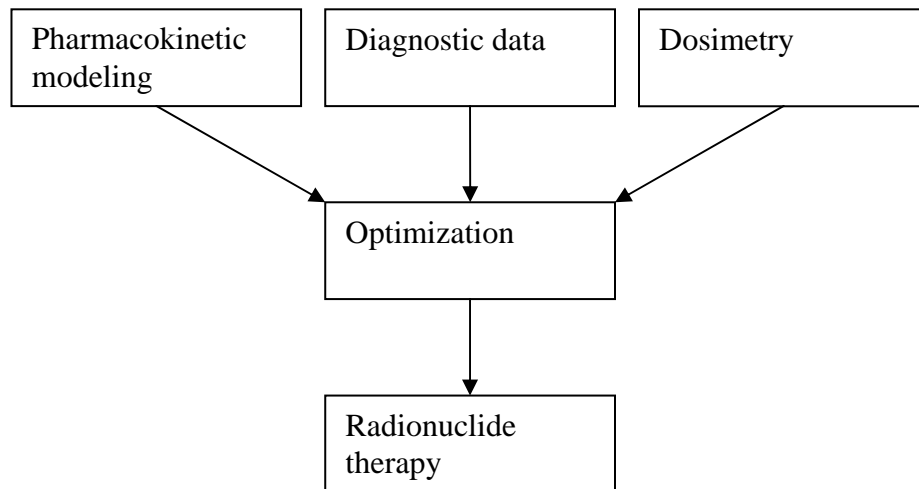 Pharmacokinetic
modeling
Diagnostic data
Dosimetry
Optimization
Radionuclide
therapy